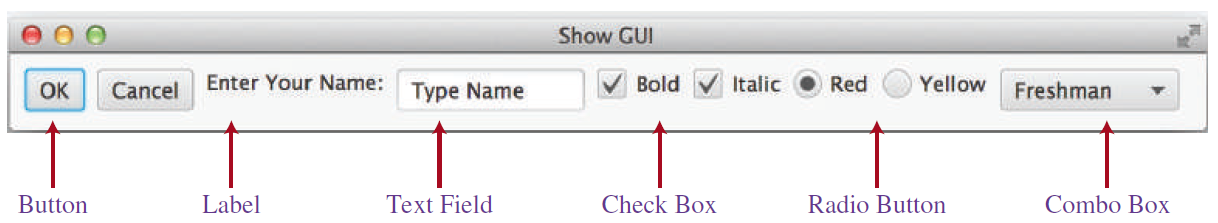 Show GUI
OK Cancel Enter Your Name: Type Name Bold Italic Red Yellow Freshman
Button Label Text Field Check Box Radio Button Combo Box